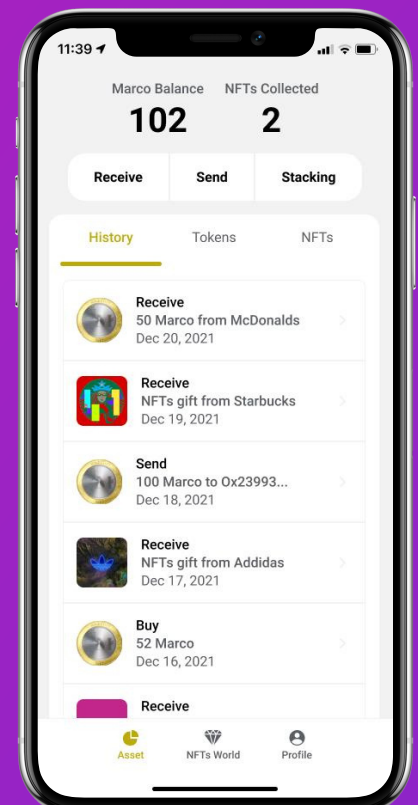 11:39
Marco Balance NFTs Collected
102 2
Receive Send Stacking
History Tokens NFTs
Receive
50 Marco from McDonalds
Dec 20, 2021
Receive
NFTs gift from Starbucks
Dec 19, 2021
Send
100 Marco to Ox23993...
Dec 18, 2021
Receive
NFTs gift from Addidas
Dec 17, 2021
Buy
52 Marco
Dec 16, 2021
Receive
Asset NFTs World Profile